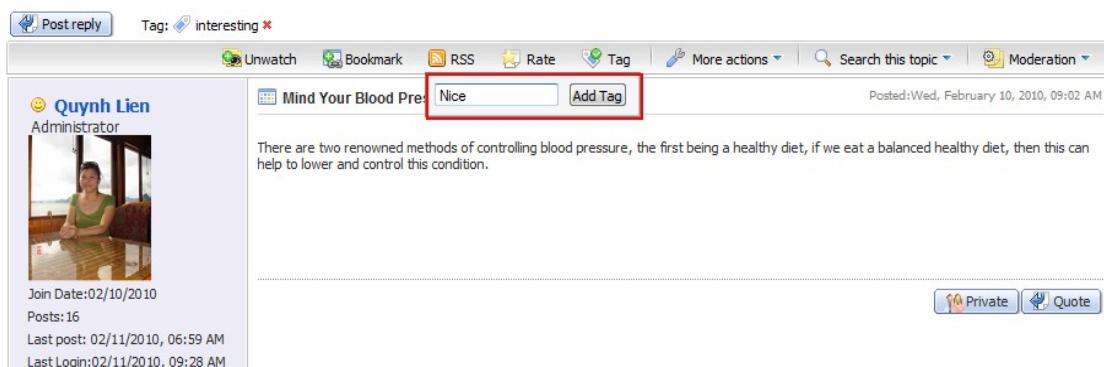 Post reply Tag: interesting
Unwatch Bookmark RSS Rate Tag More actions Search this topic Moderation
Quynh Lien
Administrator
Join Date:02/10/2010
Posts:16
Last post: 02/11/2010, 06:59 AM
Last Login:02/11/2010, 09:28 AM
Mind Your Blood Nice Add Tag Posted:Wed, February 10, 2010, 09:02 AM
There are two renowned methods of controlling blood pressure, the first being a healthy diet, if we eat a balanced healthy diet, then this can
help to lower and control this condition.
Private Quote